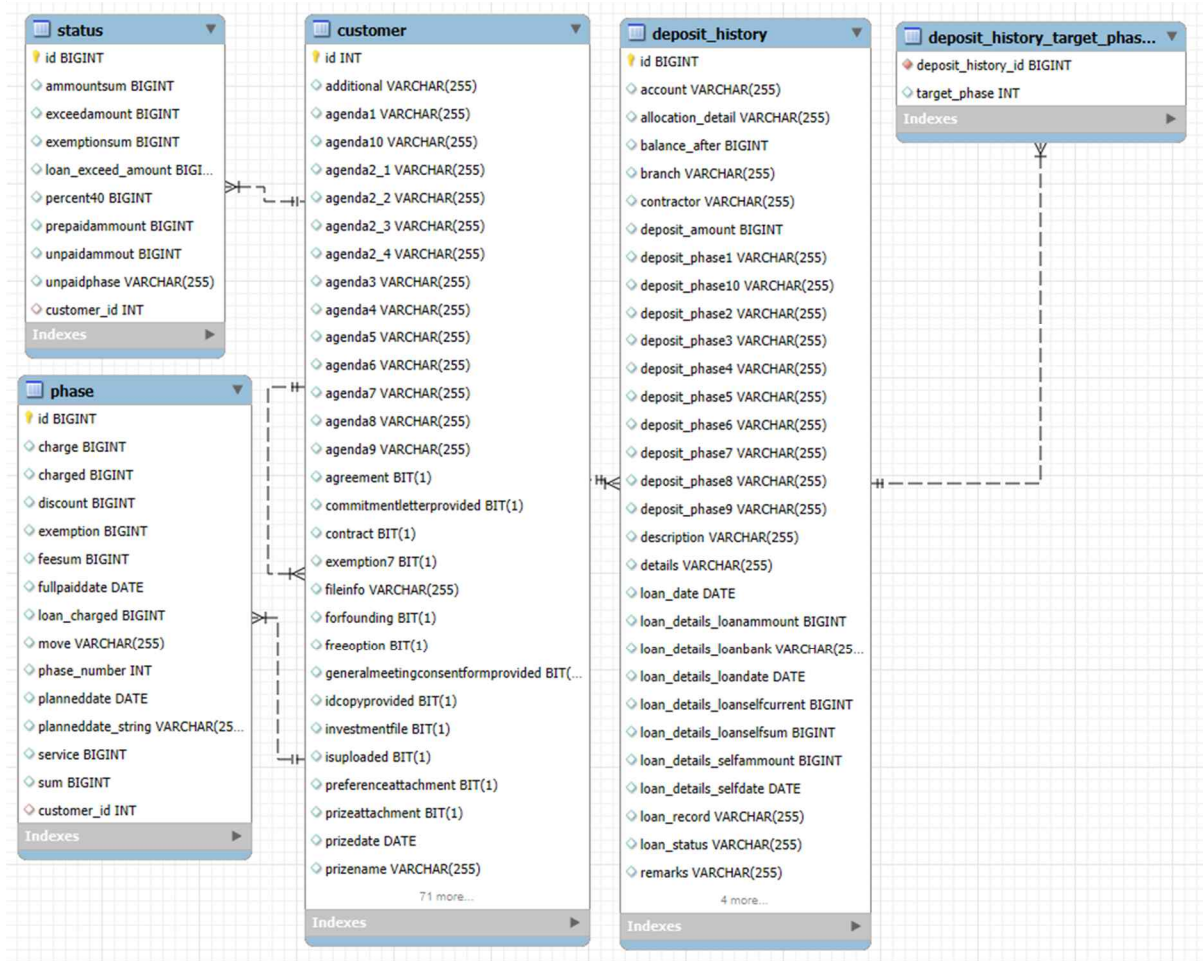 status
id BIGINT
ammountsum BIGINT
exceedamount BIGINT
exemptionsum BIGINT
loan_exceed_amount BIGI...
percent40 BIGINT
prepaidammount BIGINT
unpaidammout BIGINT
unpaidphase VARCHAR(255)
customer_id INT
Indexes
phase
id BIGINT
charge BIGINT
charged BIGINT
discount BIGINT
exemption BIGINT
feesum BIGINT
fullpaiddate DATE
loan_charged BIGINT
move VARCHAR(255)
phase_number INT
planneddate DATE
planneddate_string VARCHAR(25...
service BIGINT
sum BIGINT
customer_id INT
Indexes
customer
id INT
additional VARCHAR(255)
agenda1 VARCHAR(255)
agenda10 VARCHAR(255)
agenda2_1 VARCHAR(255)
agenda2_2 VARCHAR(255)
agenda2_3 VARCHAR(255)
agenda2_4 VARCHAR(255)
agenda3 VARCHAR(255)
agenda4 VARCHAR(255)
agenda5 VARCHAR(255)
agenda6 VARCHAR(255)
agenda7 VARCHAR(255)
agenda8 VARCHAR(255)
agenda9 VARCHAR(255)
agreement BIT(1)
commitmentletterprovided BIT(1)
contract BIT(1)
exemption7 BIT(1)
fileinfo VARCHAR(255)
forfounding BIT(1)
freeoption BIT(1)
generalmeetingconsentformprovided BIT(...
idcopyprovided BIT(1)
investmentfile BIT(1)
isuploaded BIT(1)
preferenceattachment BIT(1)
prizeattachment BIT(1)
prizedate DATE
prizename VARCHAR(255)
71 more...
Indexes
deposit_history
id BIGINT
account VARCHAR(255)
allocation_detail VARCHAR(255)
balance_after BIGINT
branch VARCHAR(255)
contractor VARCHAR(255)
deposit_amount BIGINT
deposit_phase1 VARCHAR(255)
deposit_phase10 VARCHAR(255)
deposit_phase2 VARCHAR(255)
deposit_phase3 VARCHAR(255)
deposit_phase4 VARCHAR(255)
deposit_phase5 VARCHAR(255)
deposit_phase6 VARCHAR(255)
deposit_phase7 VARCHAR(255)
deposit_phase8 VARCHAR(255)
deposit_phase9 VARCHAR(255)
description VARCHAR(255)
details VARCHAR(255)
loan_date DATE
loan_details_loanammount BIGINT
loan_details_loanbank VARCHAR(25...
loan_details_loandate DATE
loan_details_loanselfcurrent BIGINT
loan_details_loanselfsum BIGINT
loan_details_selfammount BIGINT
loan_details_selfdate DATE
loan_record VARCHAR(255)
loan_status VARCHAR(255)
remarks VARCHAR(255)
4 more...
Indexes
deposit_history_target_phas...
deposit_history_id BIGINT
target_phase INT
Indexes